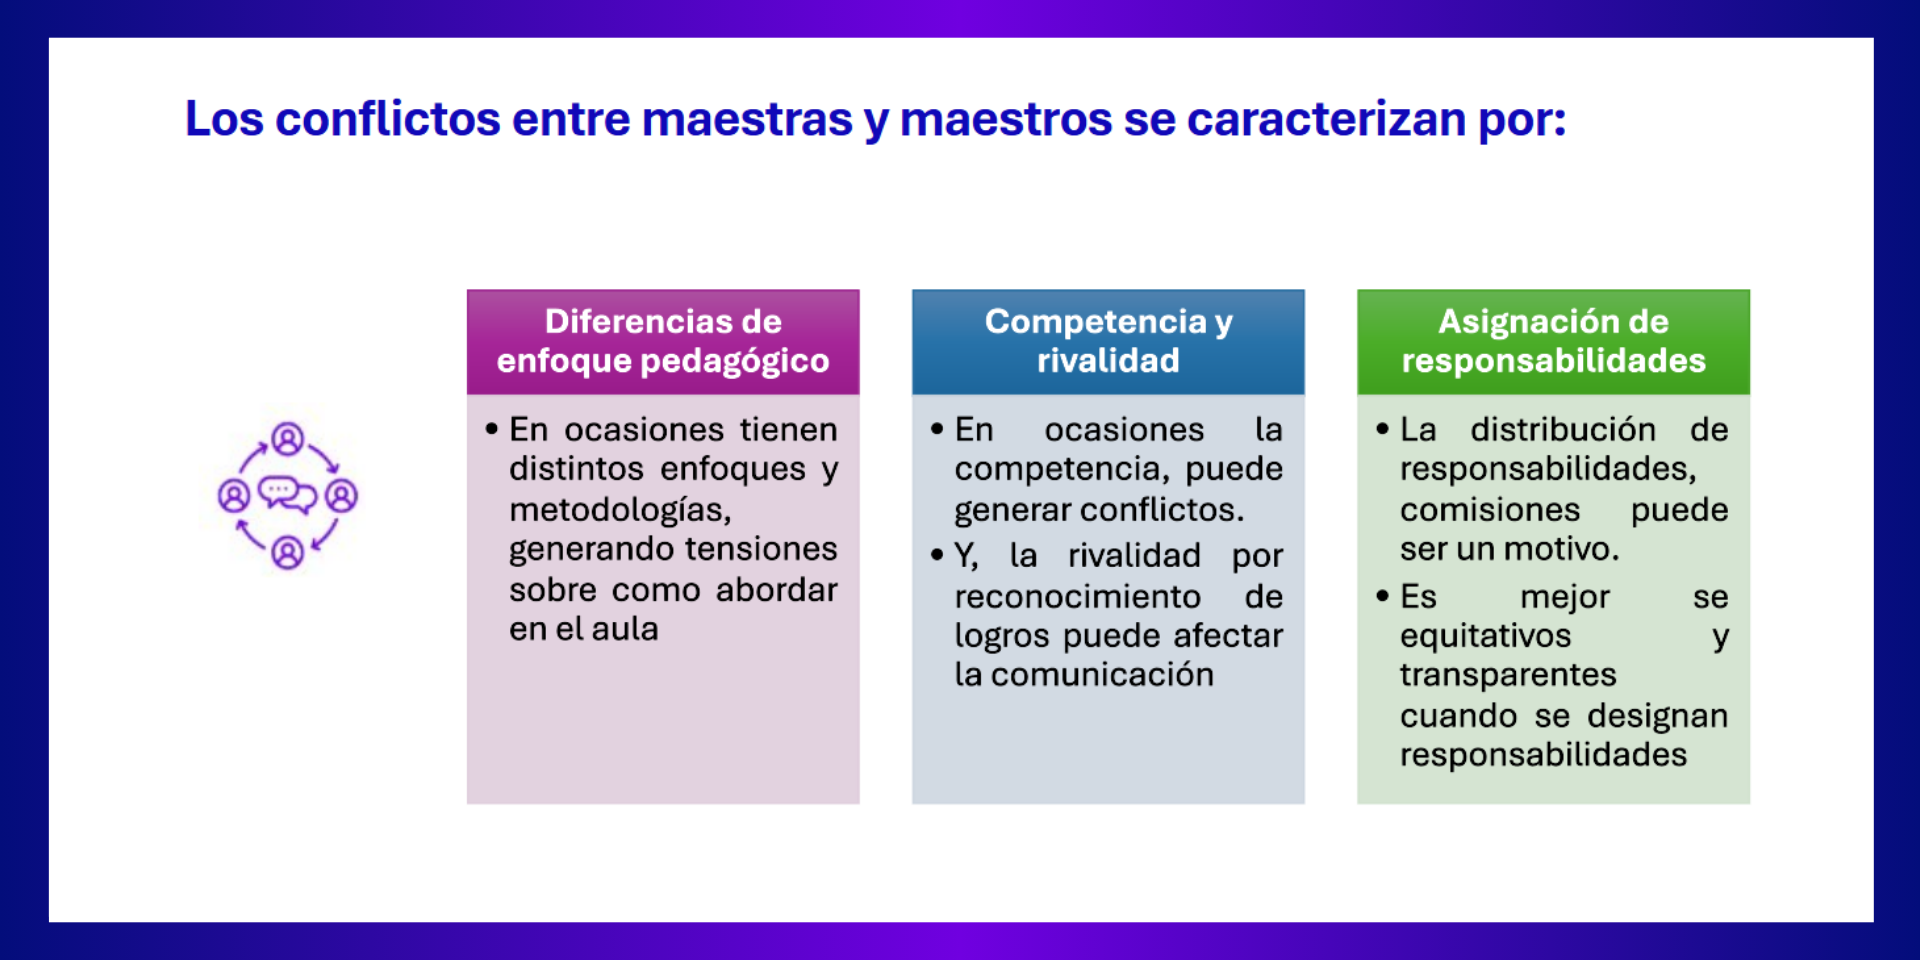 Los conflictos entre maestras y maestros se caracterizan por:
Diferencias de
enfoque pedagógico
• En ocasiones tienen
distintos enfoques y
metodologías,
generando tensiones
sobre como abordar
en el aula
Competencia y
rivalidad
• En ocasiones la
competencia, puede
generar conflictos.
• Y, la rivalidad por
reconocimiento de
logros puede afectar
la comunicación
Asignación de
responsabilidades
• La distribución de
responsabilidades,
comisiones puede
ser un motivo.
• Es mejor se
equitativos y
transparentes
cuando se designan
responsabilidades